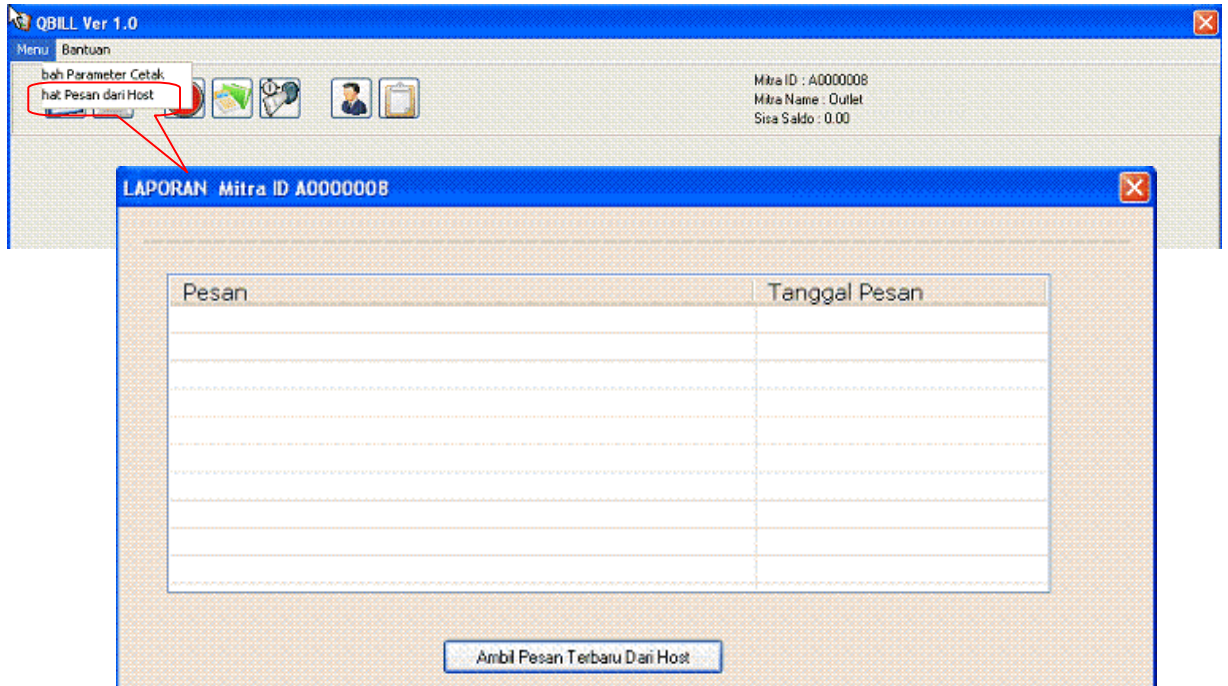 QBILL Ver 1.0
Menu Bantuan
bah Parameter Cetak
hat Pesan dari Host
Mitra ID : A0000008
Mitra Name : Outlet
Sisa Saldo : 0.00
LAPORAN Mitra ID A0000008
Pesan Tanggal Pesan
Ambil Pesan Terbaru Dari Host